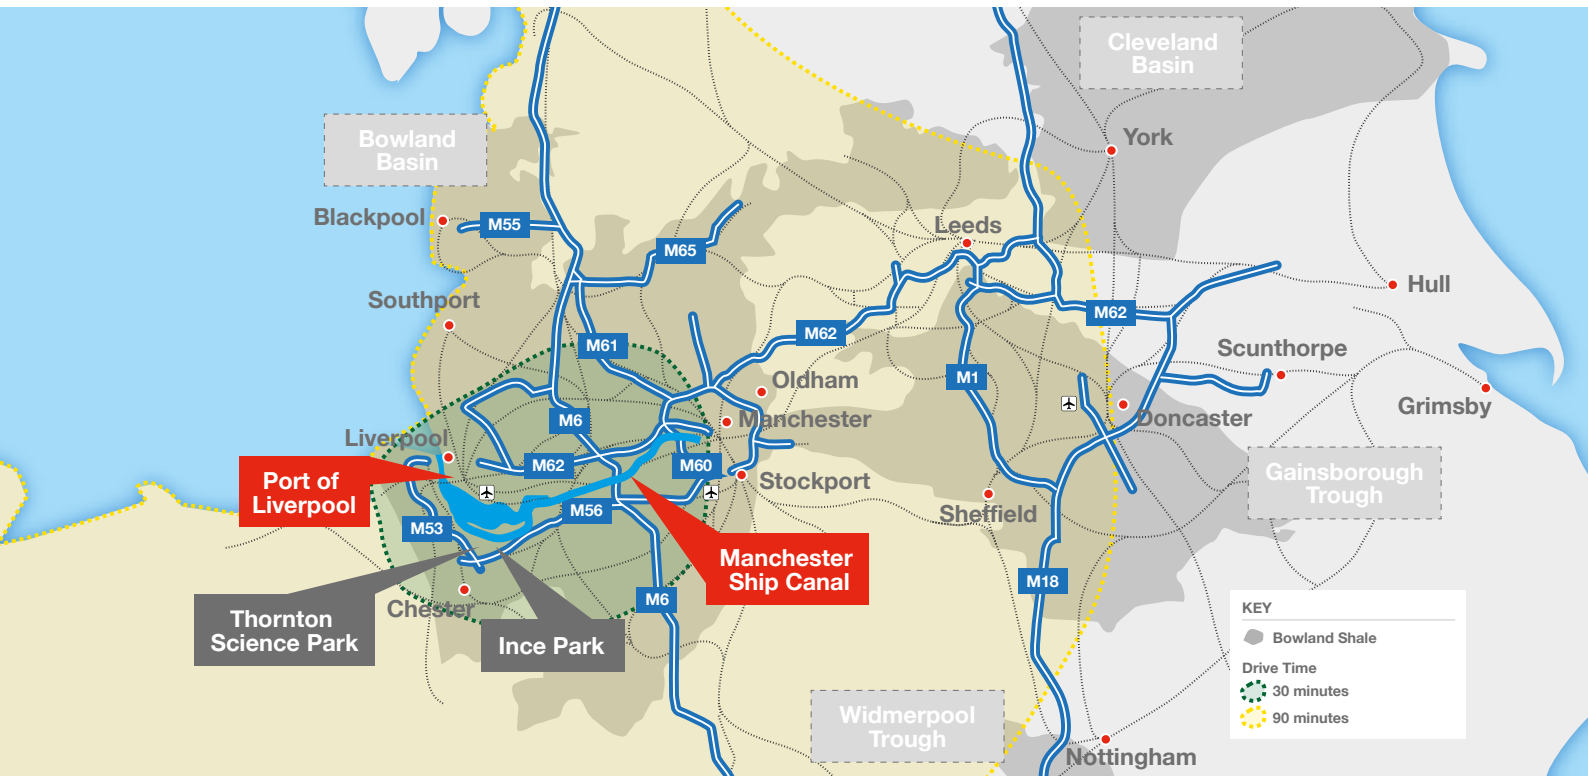 Cleveland
Basin
York
Bowland
Basin
Blackpool
M55
Leeds
M65
Hull
Southport
M62
M62
M61
Scunthorpe
M1
Oldham
Grimsby
M6
Manchester
Doncaster
Liverpool
M62
M60
Gainsborough
Trough
Port of
Liverpool
Stockport
Sheffield
M56
M53
Manchester
Ship Canal
M18
M6
Chester
Thornton
Science Park
Ince Park
KEY
Bowland Shale
Drive Time
30 minutes
90 minutes
Widmerpool
Trough
Nottingham